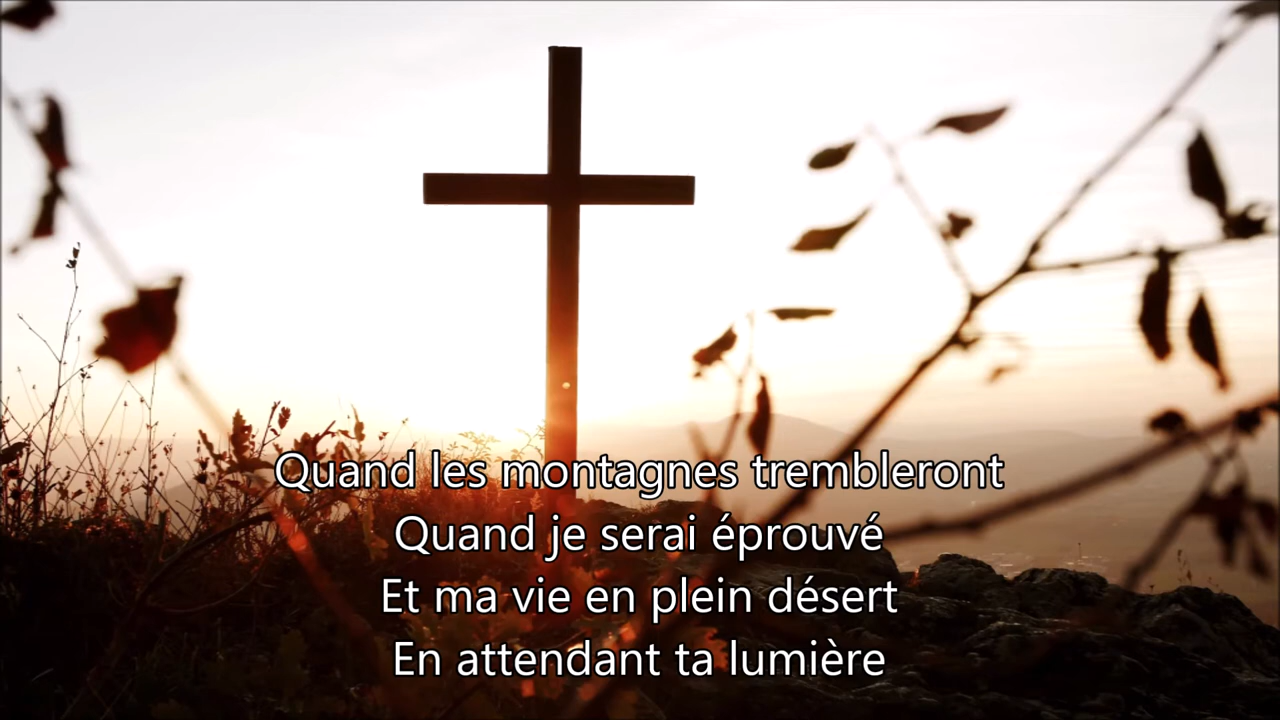 Quand les montagnes trembleront
Quand je serai éprouvé
Et ma vie en plein désert
En attendant ta lumière